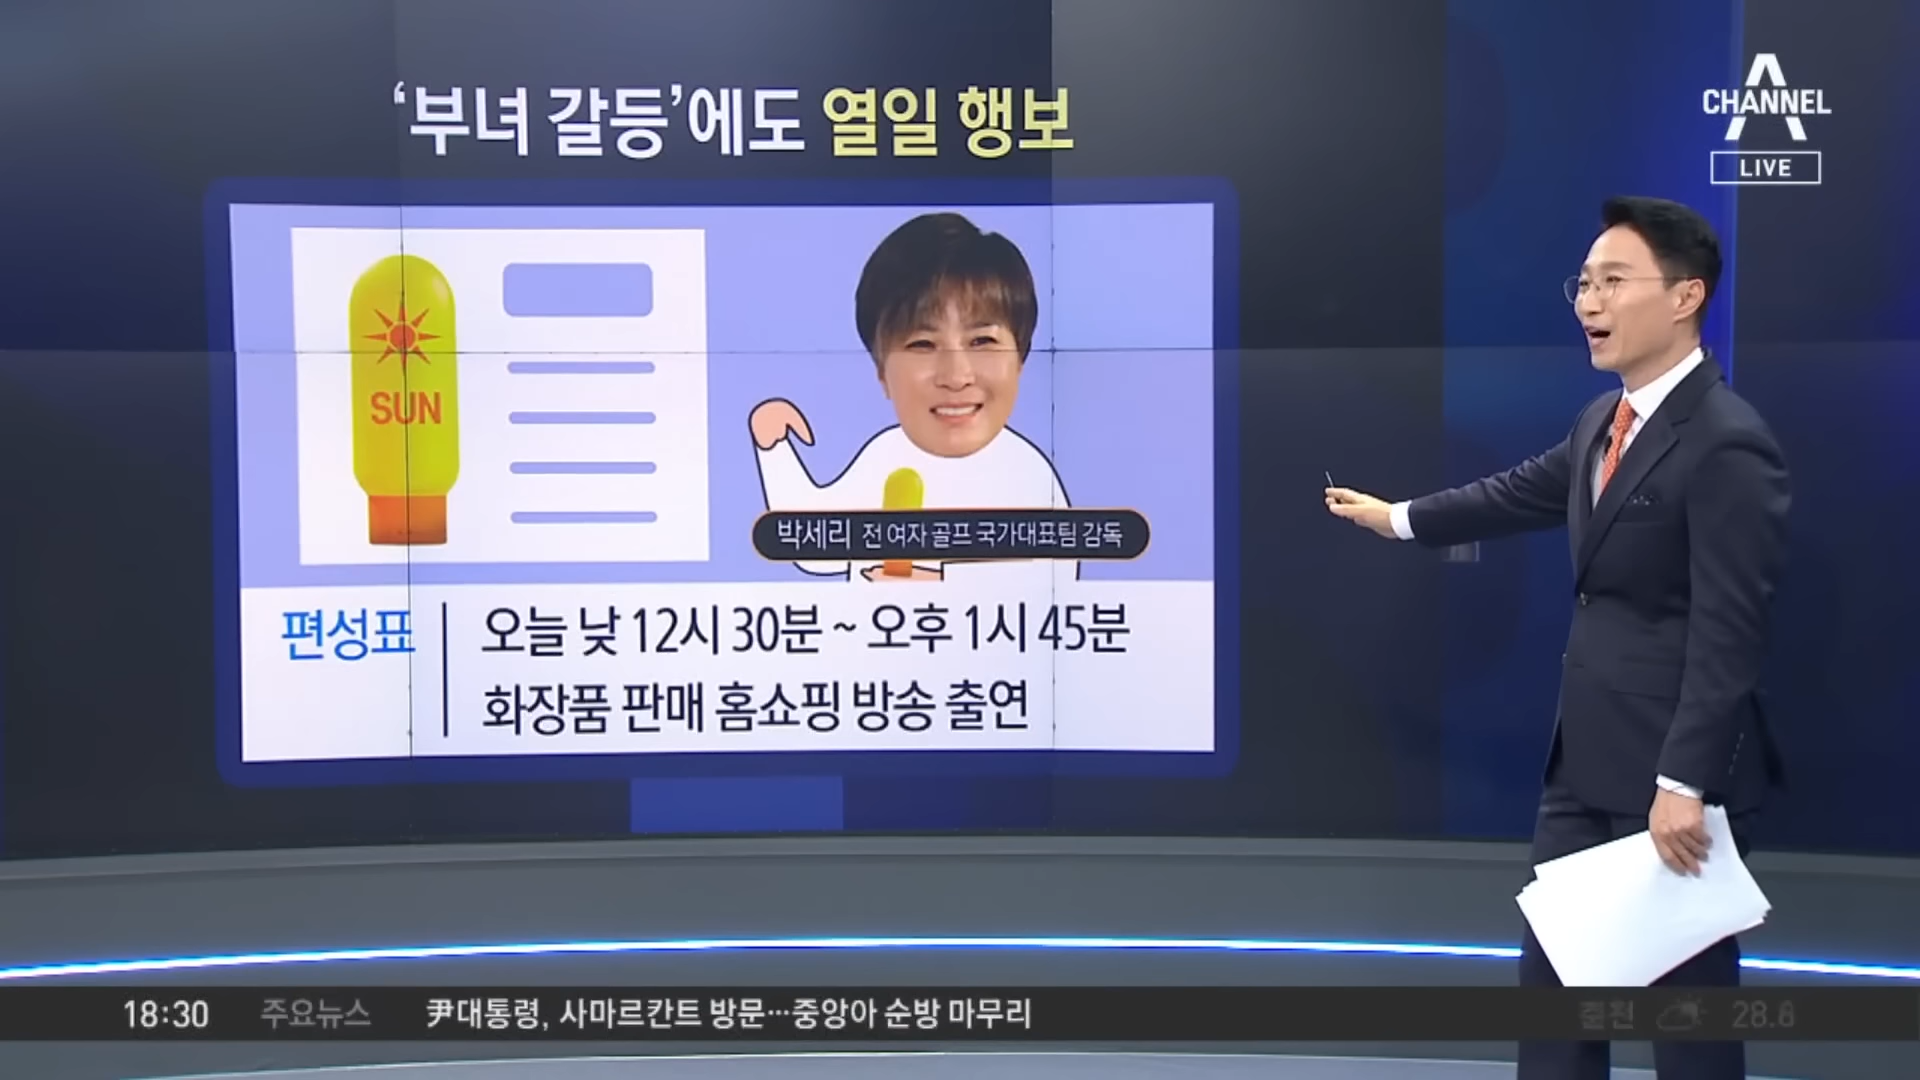 '부녀 갈등'에도 열일 행보
CHANNEL A
LIVE
SUN
박세리 전 여자 골프 국가대표팀 감독
편성표
오늘 낮 12시 30분 ~ 오후 1시 45분
화장품 판매 홈쇼핑 방송 출연
18:30 주요뉴스 尹대통령, 사마르칸트 방문…중앙아 순방 마무리
춘천 28.6